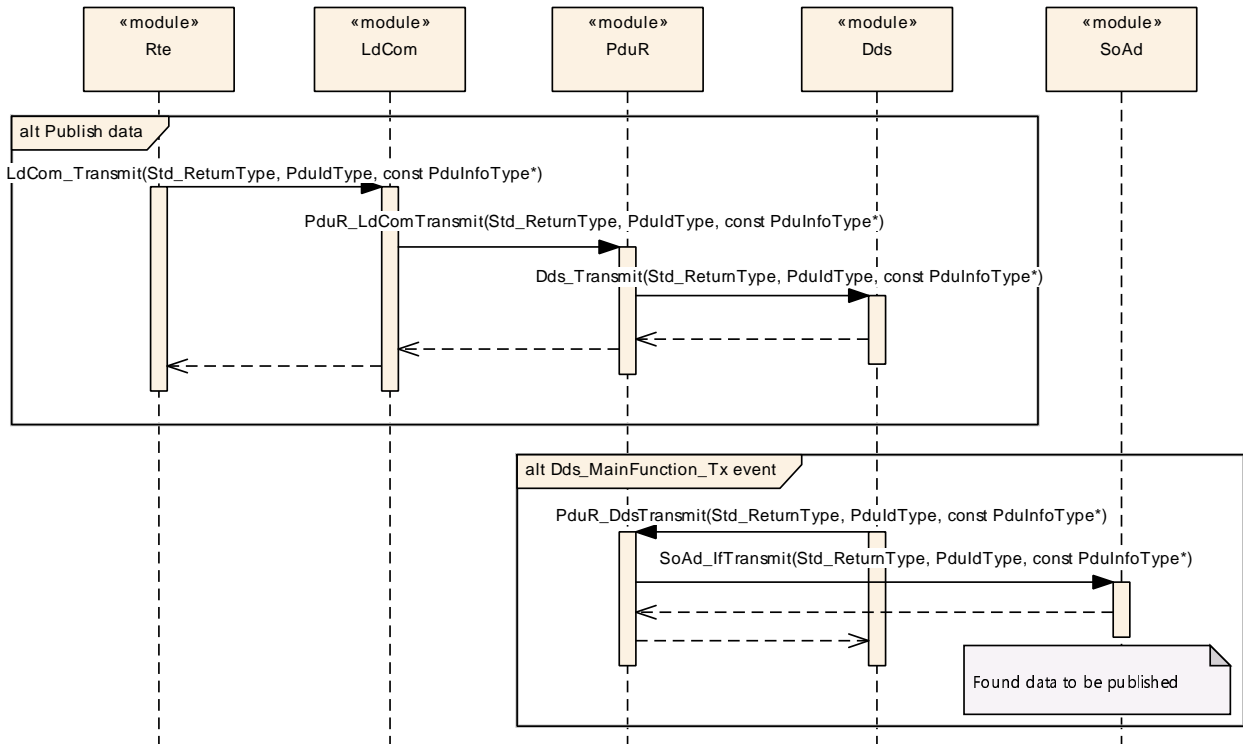 «module» «module» «module» «module» «module»
Rte LdCom PduR Dds SoAd
alt Publish data
LdCom_Transmit(Std_ReturnType, PduIdType, const PduInfoType*)
PduR_LdComTransmit(Std_ReturnType, PduIdType, const PduInfoType*)
Dds_Transmit(Std_ReturnType, PduIdType, const PduInfoType*)
alt Dds_MainFunction_Tx event
PduR_DdsTransmit(Std_ReturnType, PduIdType, const PduInfoType*)
SoAd_IfTransmit(Std_ReturnType, PduIdType, const PduInfoType*)
Found data to be published